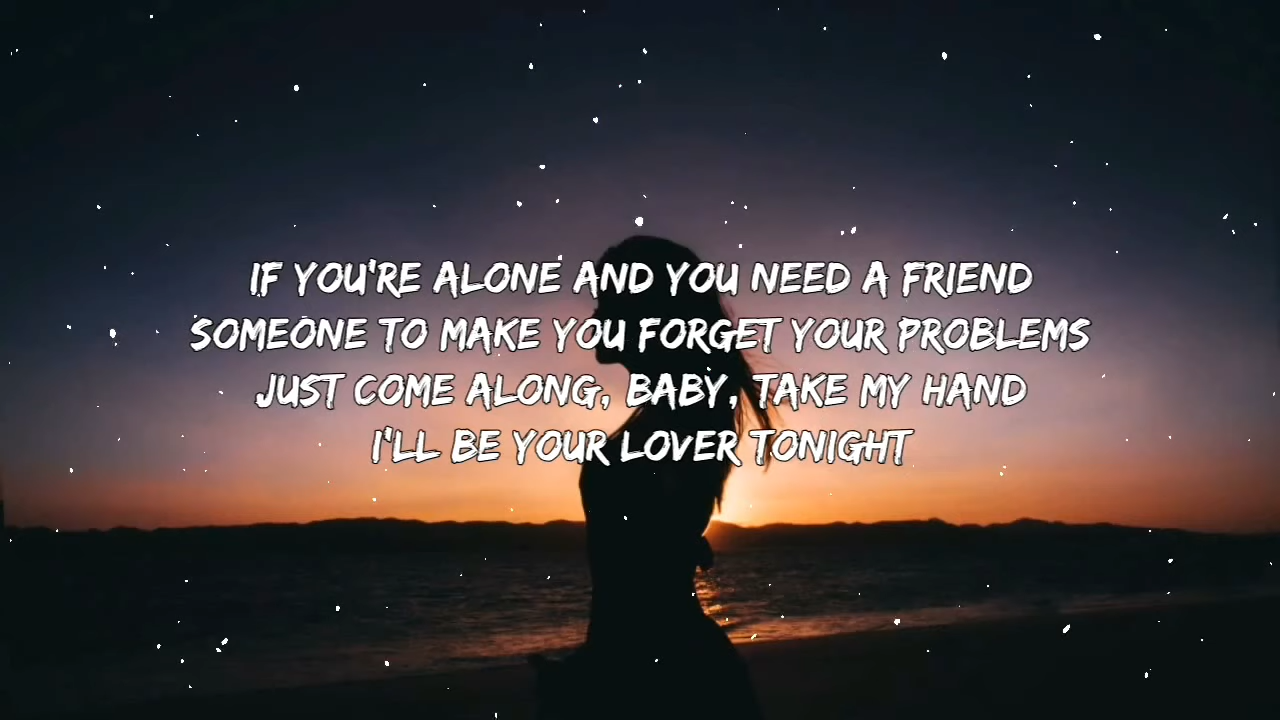 IF YOU'RE ALONE AND YOU NEED A FRIEND
SOMEONE TO MAKE YOU FORGET YOUR PROBLEMS
JUST COME ALONG, BABY, TAKE MY HAND
I'LL BE YOUR LOVER TONIGHT